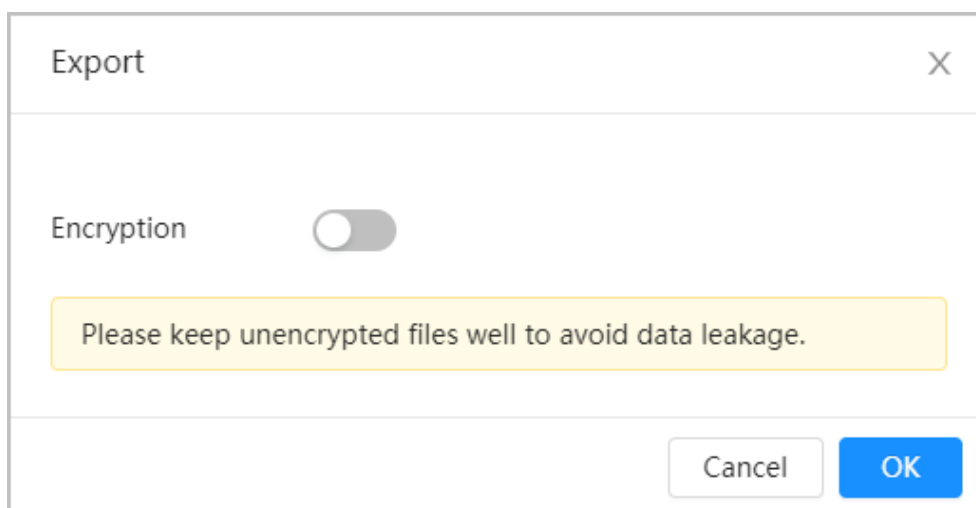 Export
X
Encryption
Please keep unencrypted files well to avoid data leakage.
Cancel OK